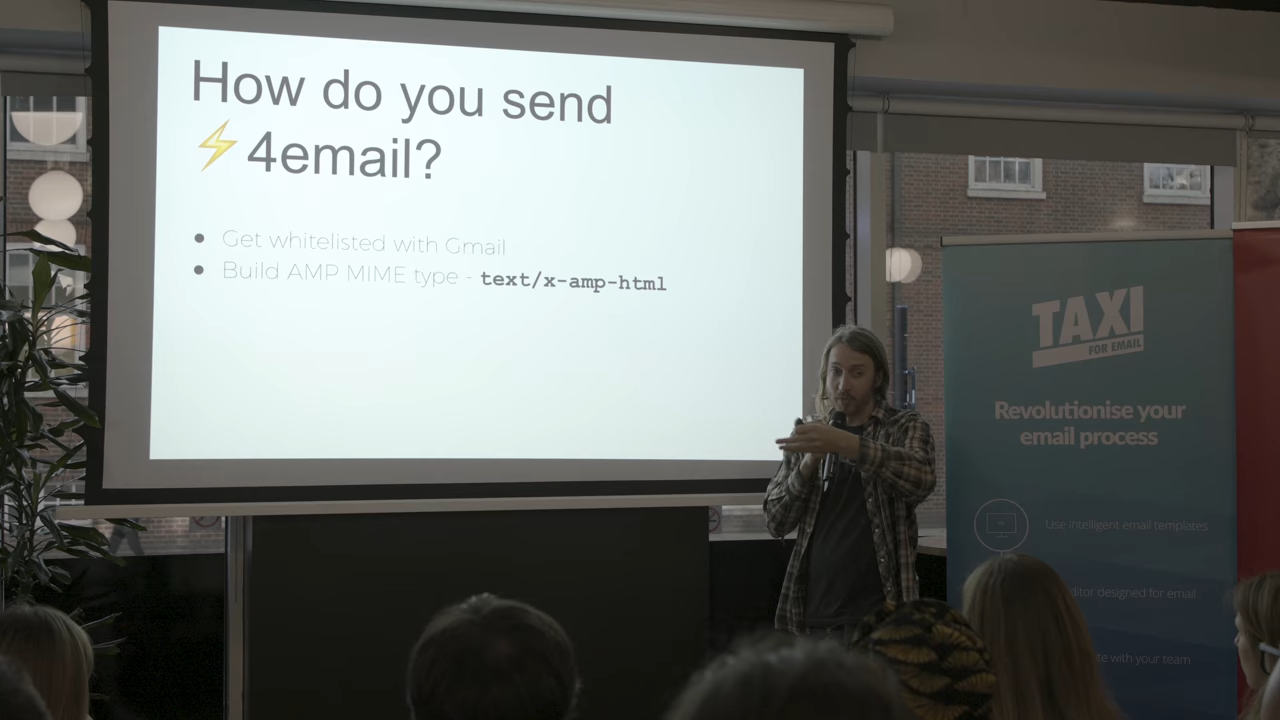 How do you send
⚡4email?
● Get whitelisted with Gmail
● Build AMP MIME type - text/x-amp-html
TAXI
FOR EMAIL
Revolutionise your
email process
Use intelligent email templates
designed for email
with your team